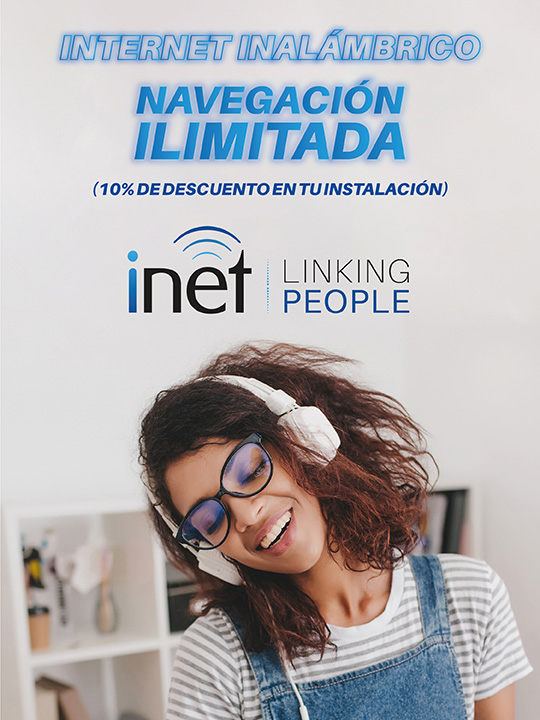 INTERNET INALÁMBRICO
NAVEGACIÓN
ILIMITADA
(10% DE DESCUENTO EN TU INSTALACIÓN)
inet
LINKING
PEOPLE